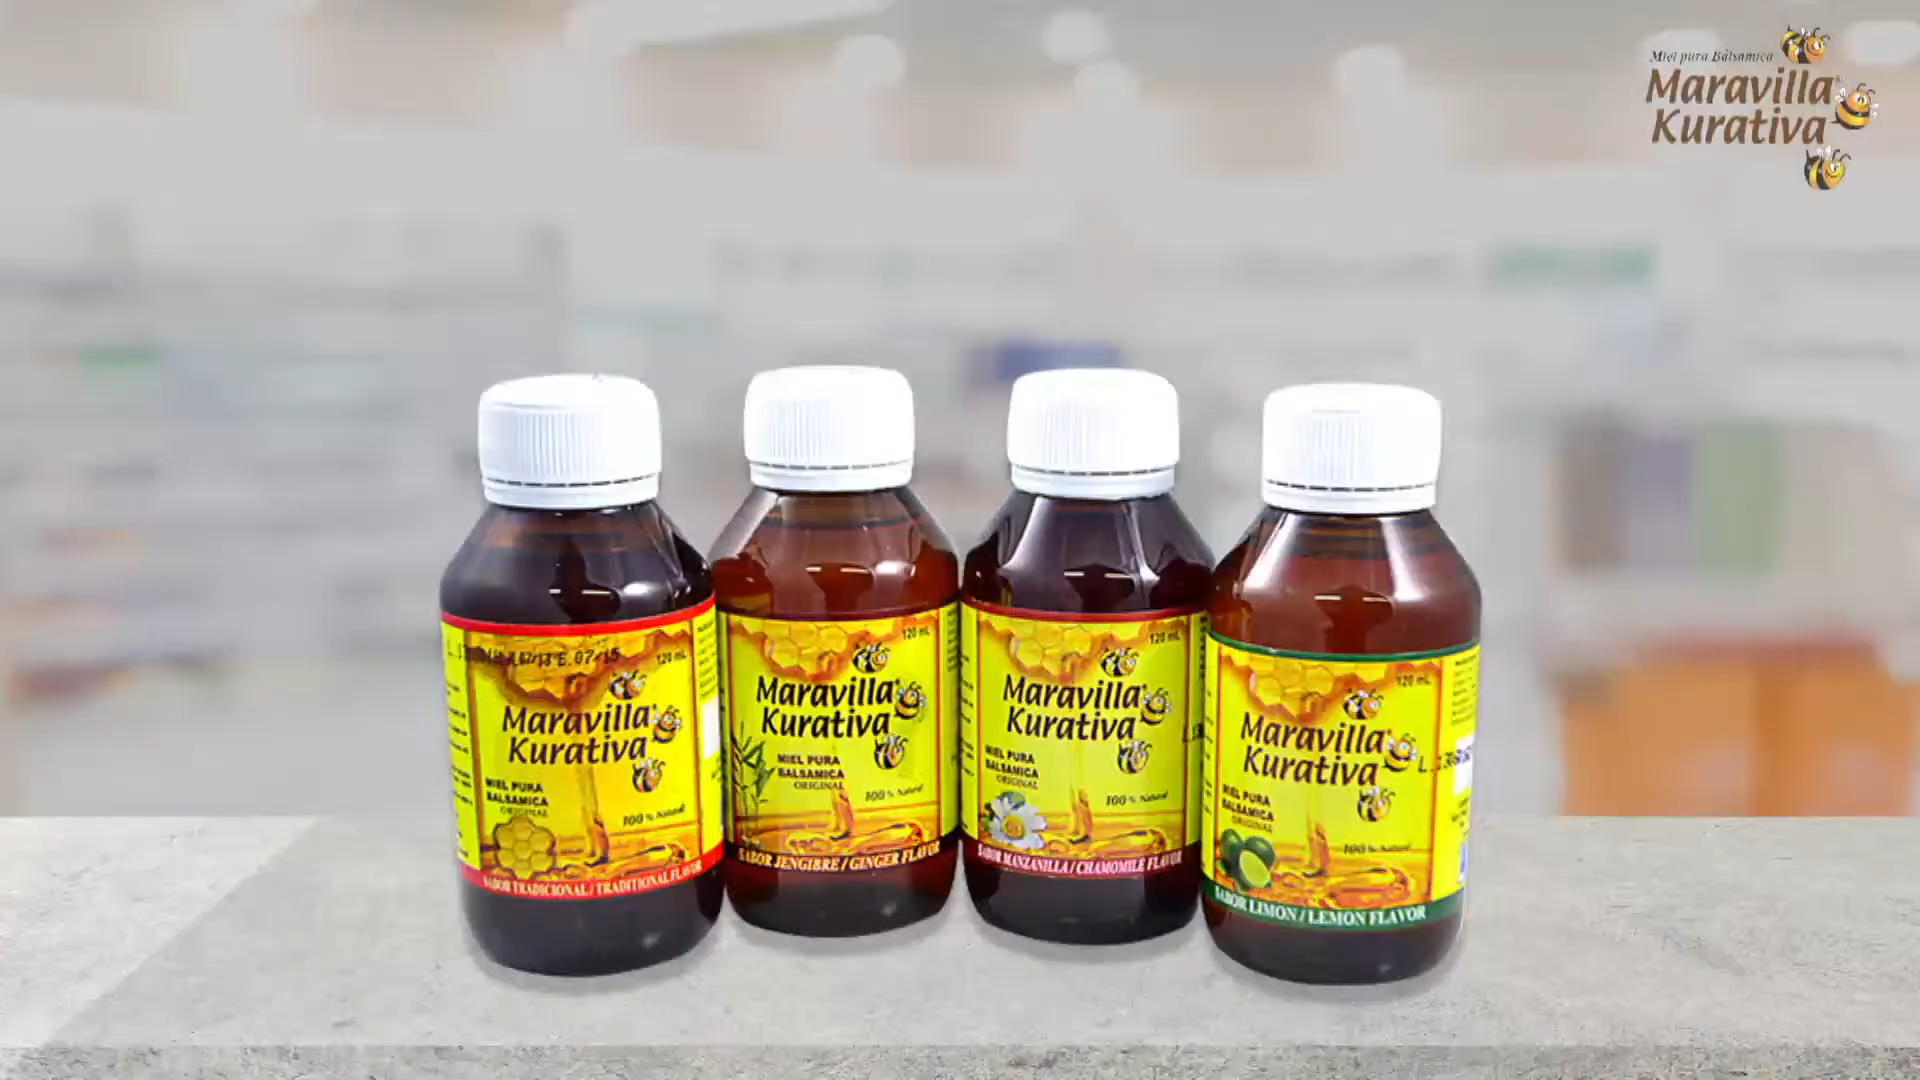 Miel pura Bálsamica
Maravilla
Kurativa
120 mL
Maravilla
Kurativa
MIEL PURA
BALSAMICA
ORIGINAL
100 % Natural
SABOR TRADICIONAL / TRADITIONAL FLAVOR
120 mL
Maravilla
Kurativa
MIEL PURA
BALSAMICA
ORIGINAL
100 % Natural
SABOR JENGIBRE / GINGER FLAVOR
120 mL
Maravilla
Kurativa
MIEL PURA
BALSAMICA
ORIGINAL
100 % Natural
SABOR MANZANILLA / CHAMOMILE FLAVOR
120 mL
Maravilla
Kurativa
MIEL PURA
BALSAMICA
ORIGINAL
100 % Natural
SABOR LIMON / LEMON FLAVOR